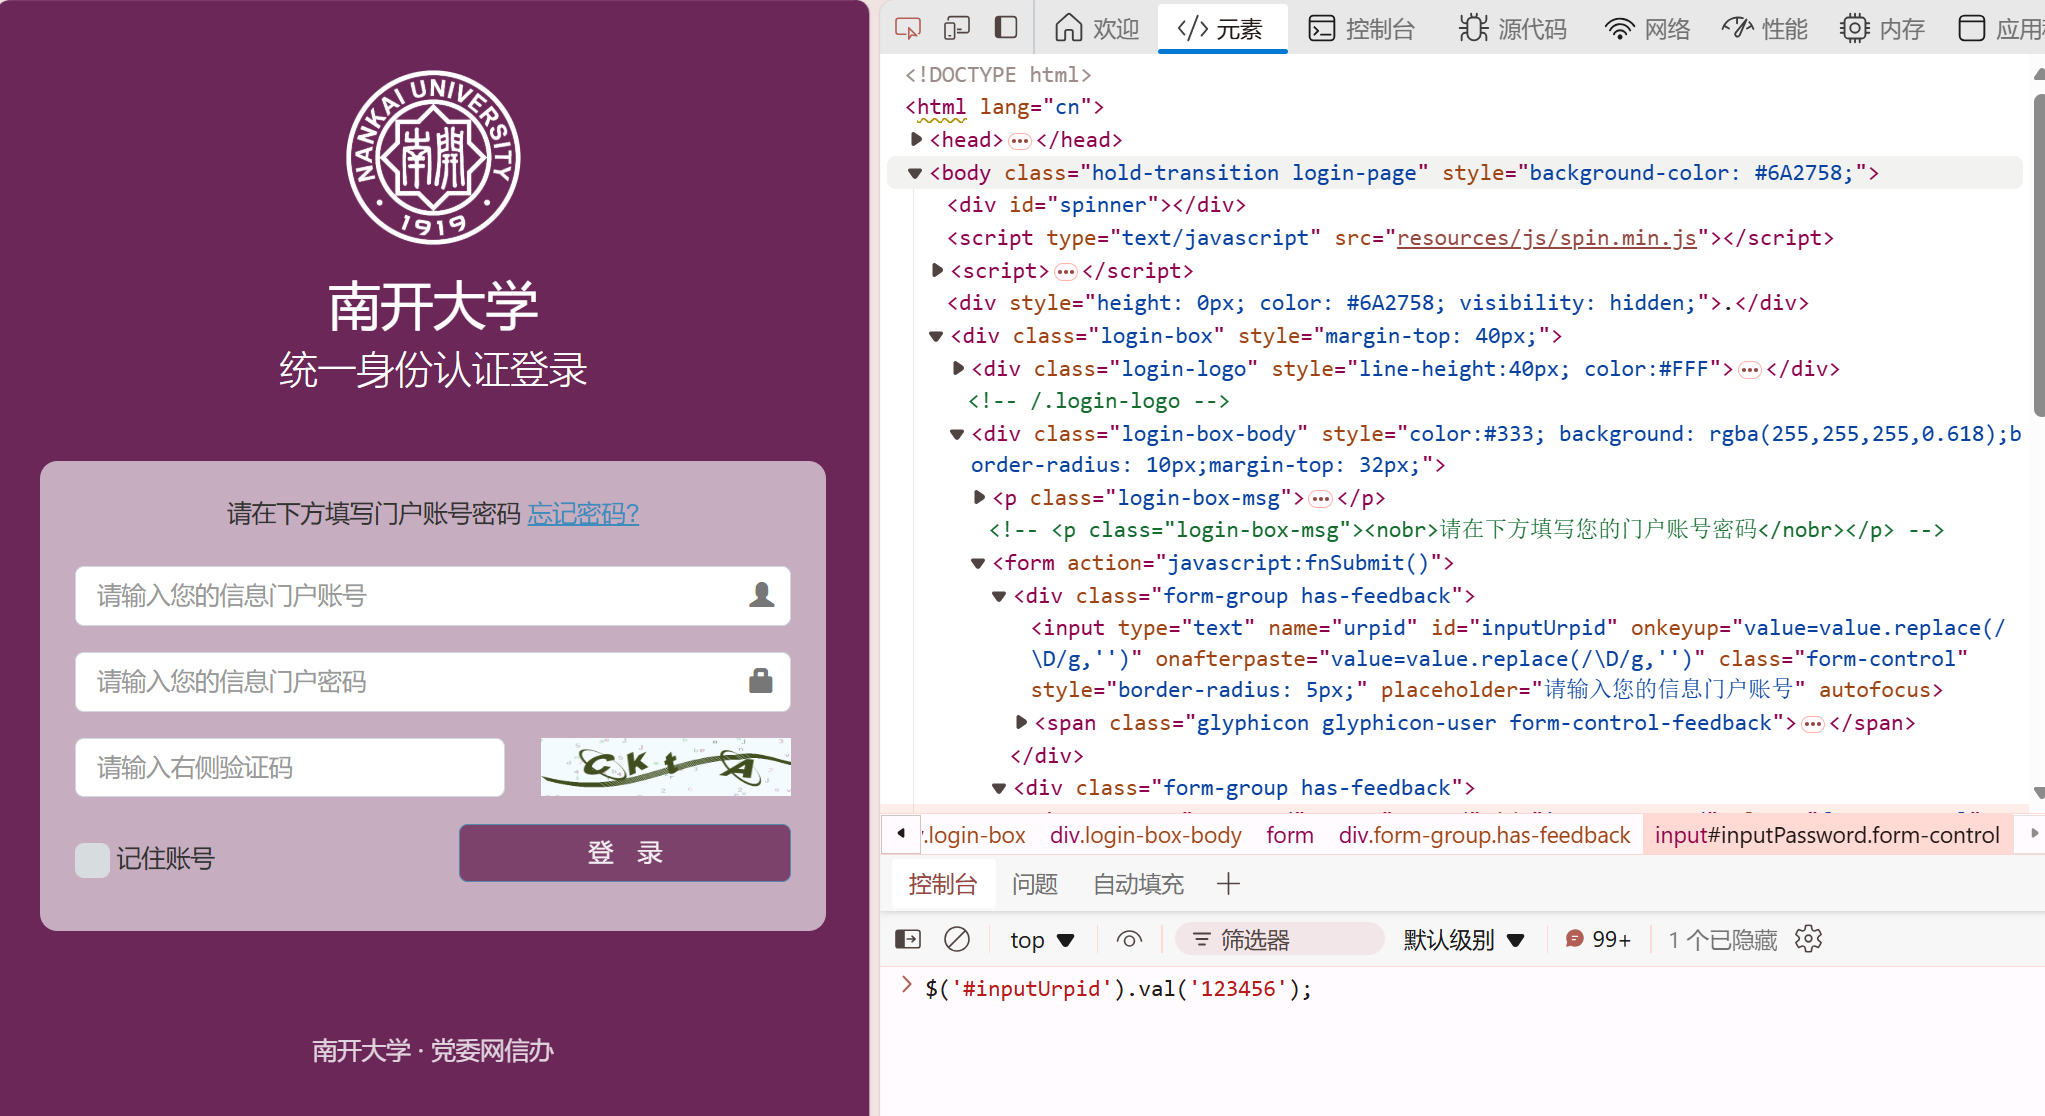 NANKAI UNIVERSITY
南開
1919
南开大学
统一身份认证登录
请在下方填写门户账号密码 忘记密码?
请输入您的信息门户账号
请输入您的信息门户密码
请输入右侧验证码
CktA
记住账号
登 录
南开大学 · 党委网信办
欢迎
</> 元素
控制台
源代码
网络
性能
内存
应用
<!DOCTYPE html>
<html lang="cn">
<head>…</head>
<body class="hold-transition login-page" style="background-color: #6A2758;">
<div id="spinner"></div>
<script type="text/javascript" src="resources/js/spin.min.js"></script>
<script>…</script>
<div style="height: 0px; color: #6A2758; visibility: hidden;">.</div>
<div class="login-box" style="margin-top: 40px;">
<div class="login-logo" style="line-height:40px; color:#FFF">…</div>
<!-- /.login-logo -->
<div class="login-box-body" style="color:#333; background: rgba(255,255,255,0.618);b
order-radius: 10px;margin-top: 32px;">
<p class="login-box-msg">…</p>
<!-- <p class="login-box-msg"><nobr>请在下方填写您的门户账号密码</nobr></p> -->
<form action="javascript:fnSubmit()">
<div class="form-group has-feedback">
<input type="text" name="urpid" id="inputUrpid" onkeyup="value=value.replace(/
\D/g,'')" onafterpaste="value=value.replace(/\D/g,'')" class="form-control"
style="border-radius: 5px;" placeholder="请输入您的信息门户账号" autofocus>
<span class="glyphicon glyphicon-user form-control-feedback">…</span>
</div>
<div class="form-group has-feedback">
.login-box div.login-box-body form div.form-group.has-feedback input#inputPassword.form-control
控制台 问题 自动填充
top 筛选器 默认级别 99+ 1 个已隐藏
> $('#inputUrpid').val('123456');